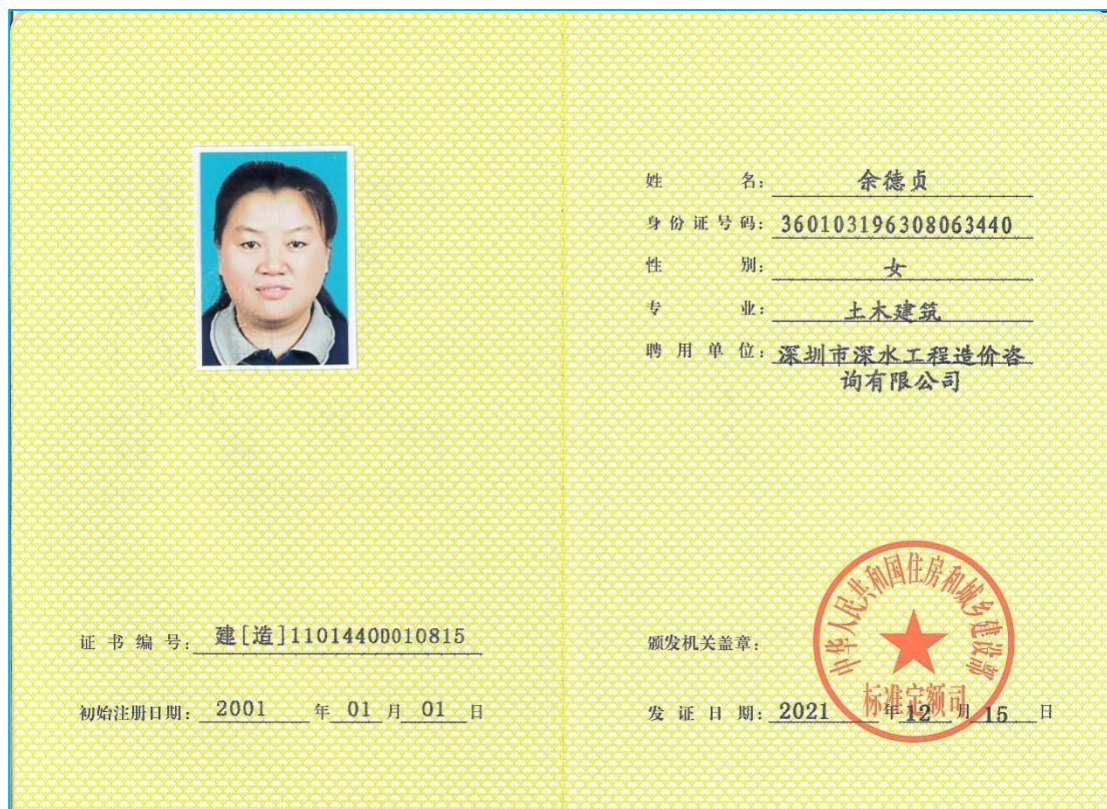 姓名：余德贞
身份证号码：360103196308063440
性别：女
专业：土木建筑
聘用单位：深圳市深水工程造价咨
询有限公司
证书编号：建[造]11014400010815
初始注册日期：2001年01月01日
颁发机关盖章：
中华人民共和国住房和城乡建设部
标准定额司
发证日期：2021年12月15日